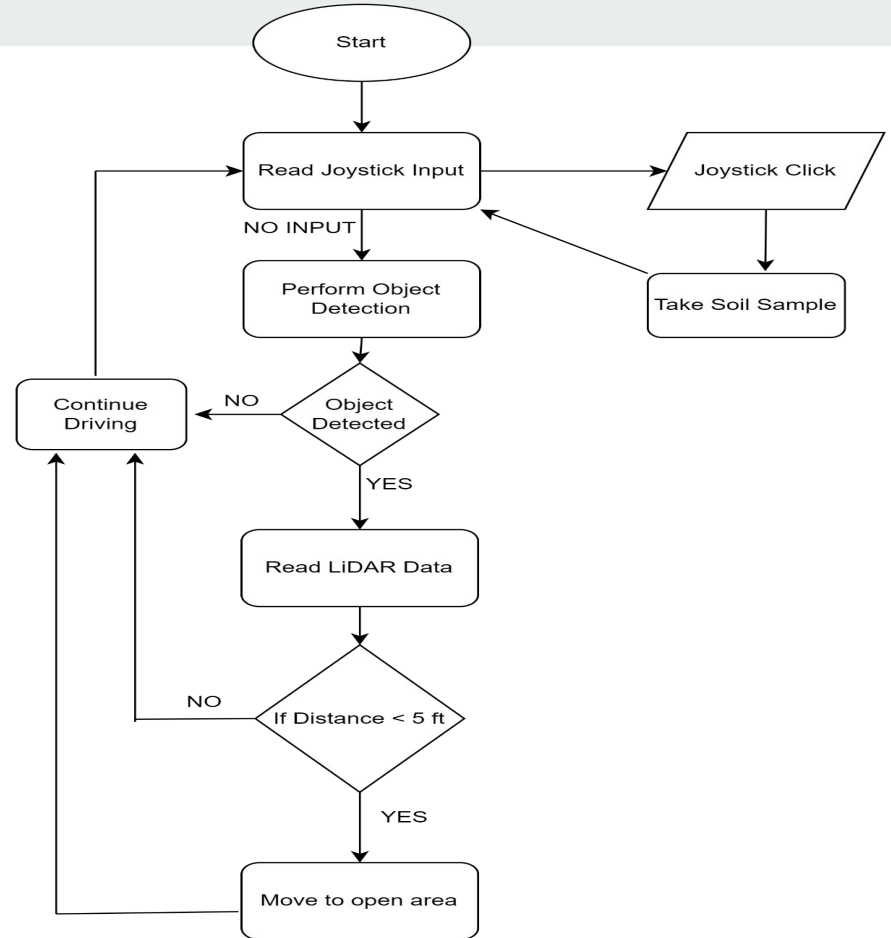 Start
Read Joystick Input
Joystick Click
NO INPUT
Perform Object
Detection
Take Soil Sample
Continue
Driving
NO
Object
Detected
YES
Read LiDAR Data
NO
If Distance < 5 ft
YES
Move to open area